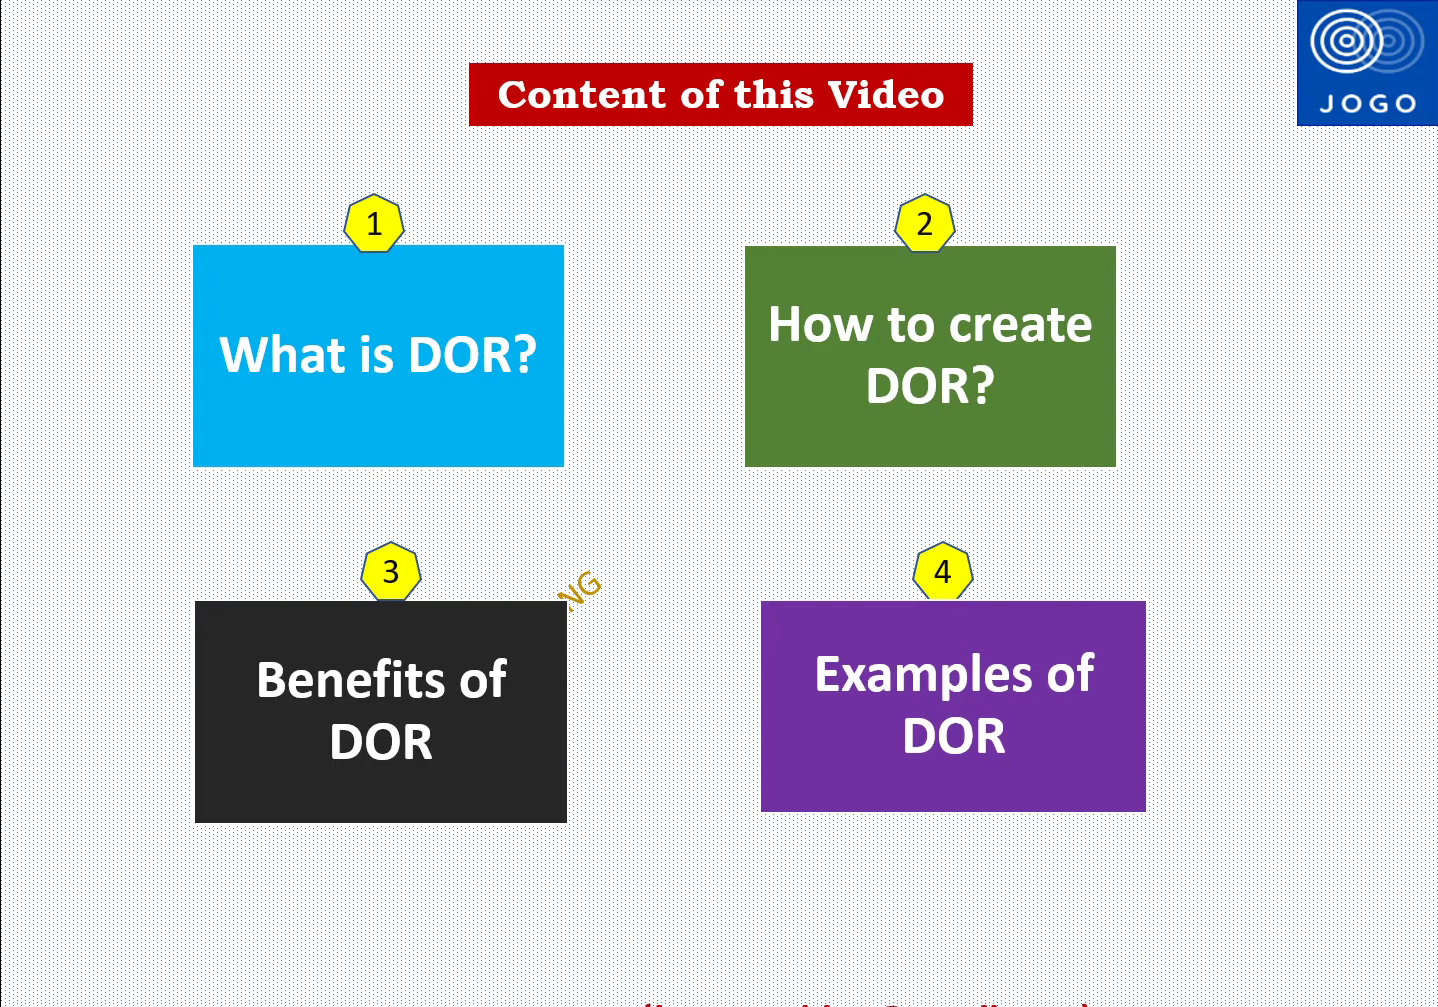 Content of this Video
JOGO
1
What is DOR?
2
How to create
DOR?
3
Benefits of
DOR
NG
4
Examples of
DOR